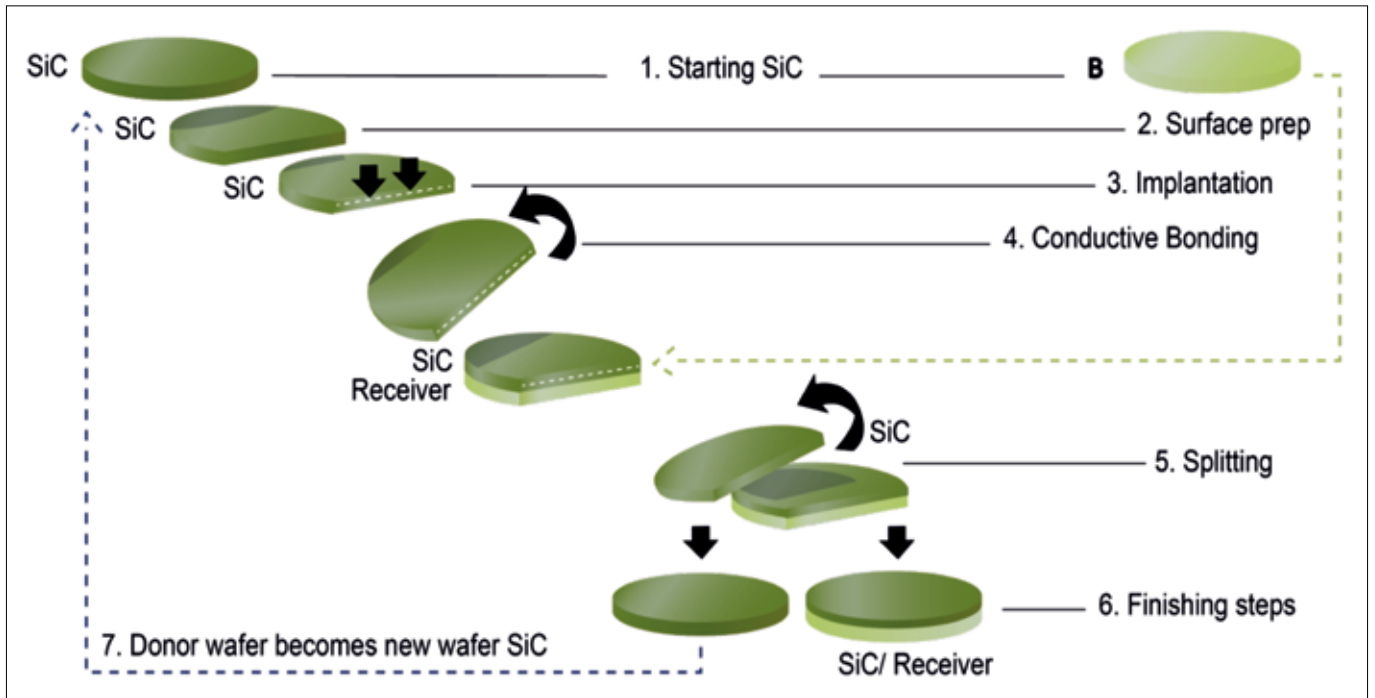 SiC
1. Starting SiC
B
SiC
2. Surface prep
SiC
3. Implantation
4. Conductive Bonding
SiC
Receiver
SiC
5. Splitting
6. Finishing steps
7. Donor wafer becomes new wafer SiC
SiC/ Receiver